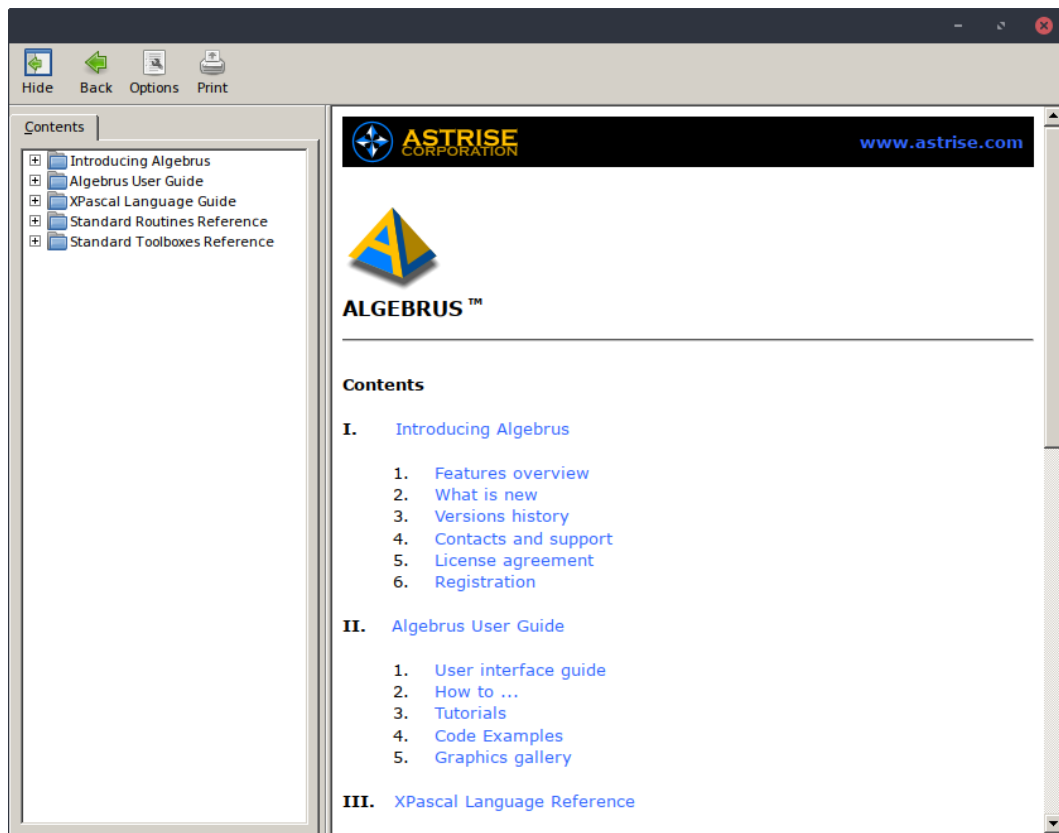 Hide Back Options Print
Contents
Introducing Algebrus
Algebrus User Guide
XPascal Language Guide
Standard Routines Reference
Standard Toolboxes Reference
ASTRISE
CORPORATION
www.astrise.com
AL
ALGEBRUS ™
Contents
I. Introducing Algebrus
1. Features overview
2. What is new
3. Versions history
4. Contacts and support
5. License agreement
6. Registration
II. Algebrus User Guide
1. User interface guide
2. How to ...
3. Tutorials
4. Code Examples
5. Graphics gallery
III. XPascal Language Reference